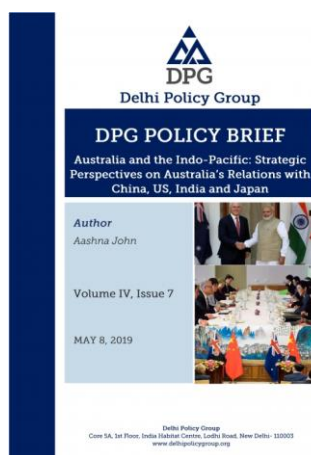 DPG
Delhi Policy Group
DPG POLICY BRIEF
Australia and the Indo-Pacific: Strategic
Perspectives on Australia's Relations with
China, US, India and Japan
Author
Aashna John
Volume IV, Issue 7
MAY 8, 2019
Delhi Policy Group
Core 5A, 1st Floor, India Habitat Centre, Lodhi Road, New Delhi- 110003
www.delhipolicygroup.org